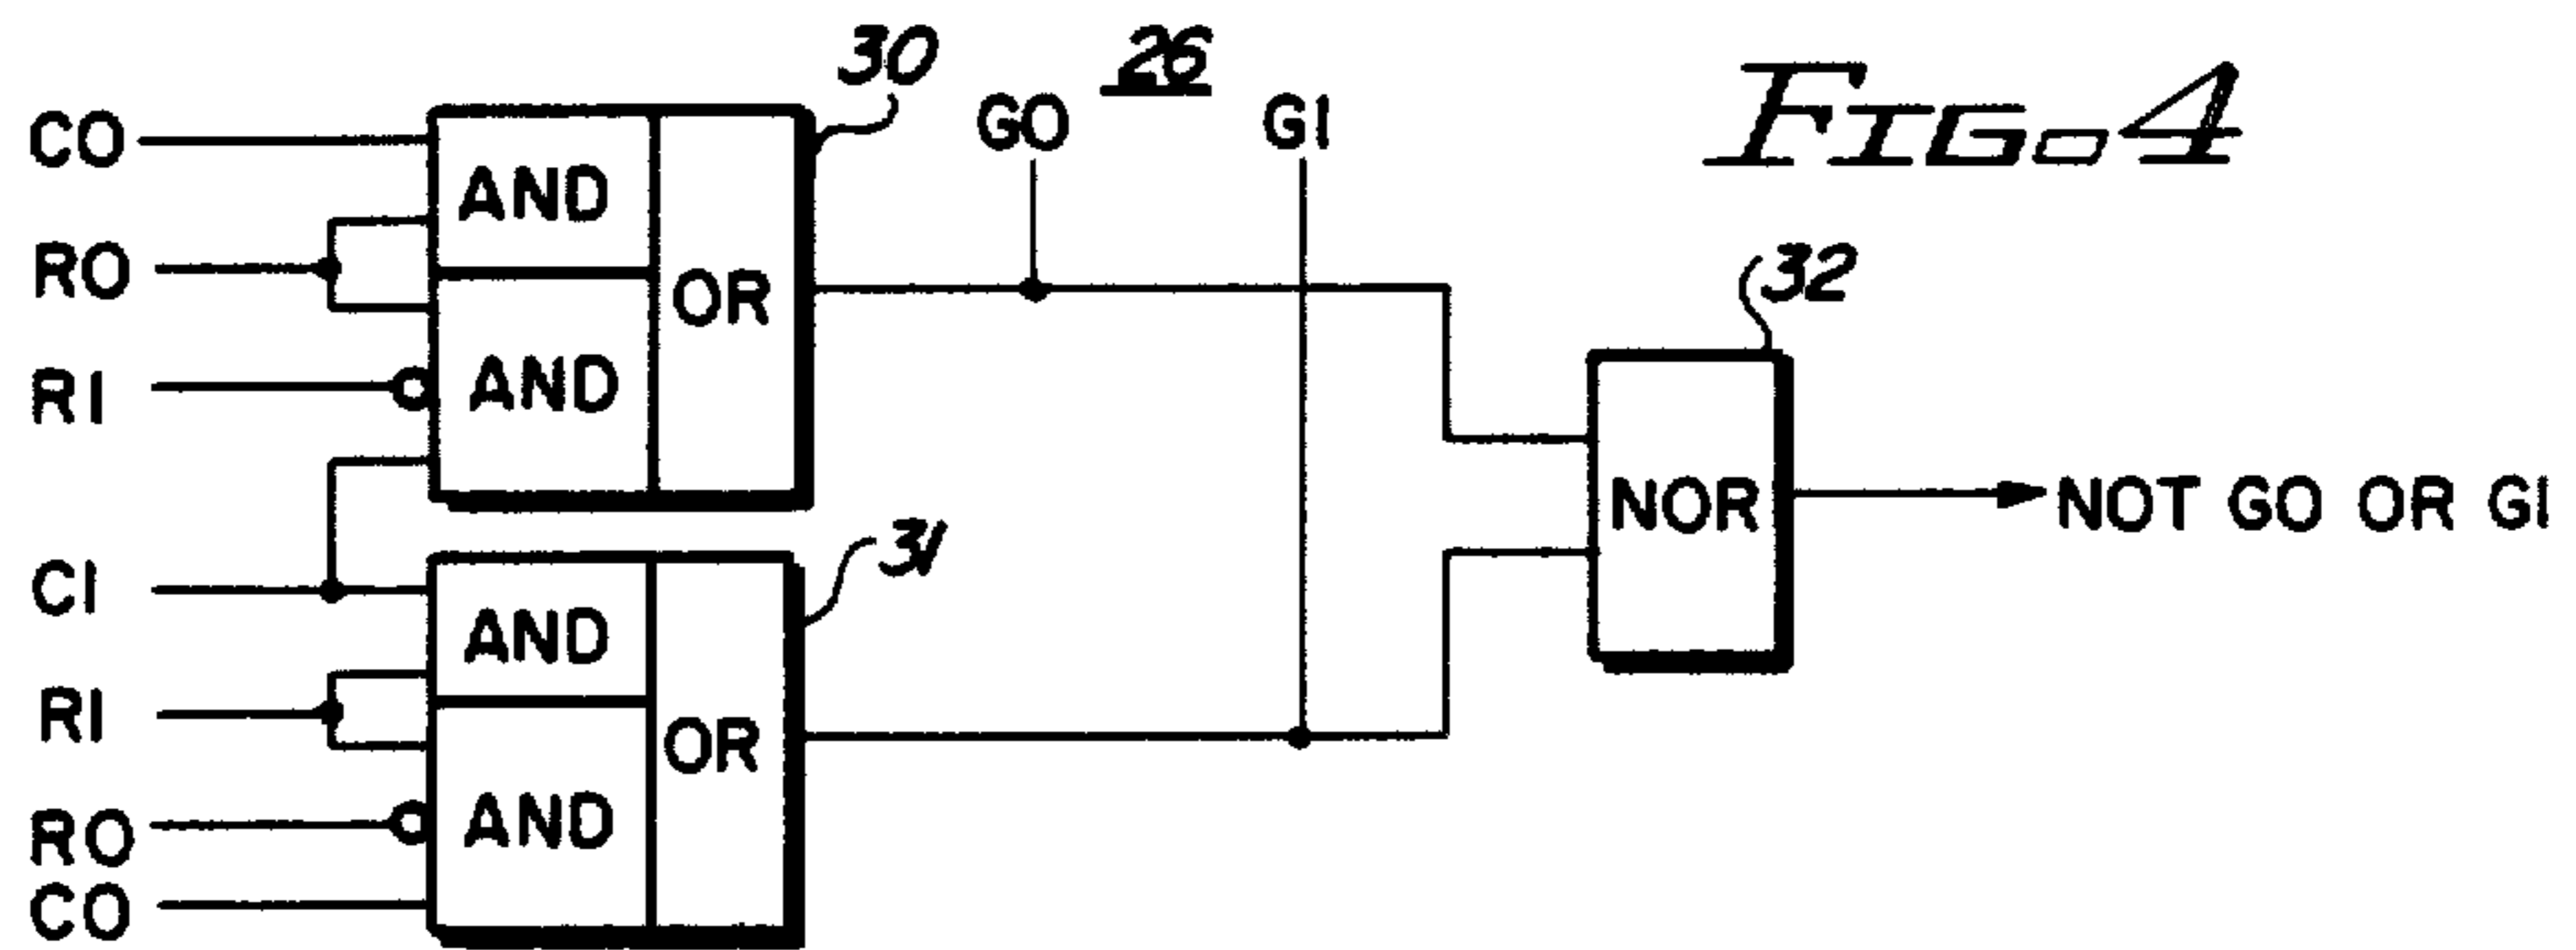 30
26
FIG. 4
CO
GO
GI
AND
RO
OR
32
RI
AND
NOR
NOT GO OR GI
31
CI
AND
RI
OR
RO
AND
CO